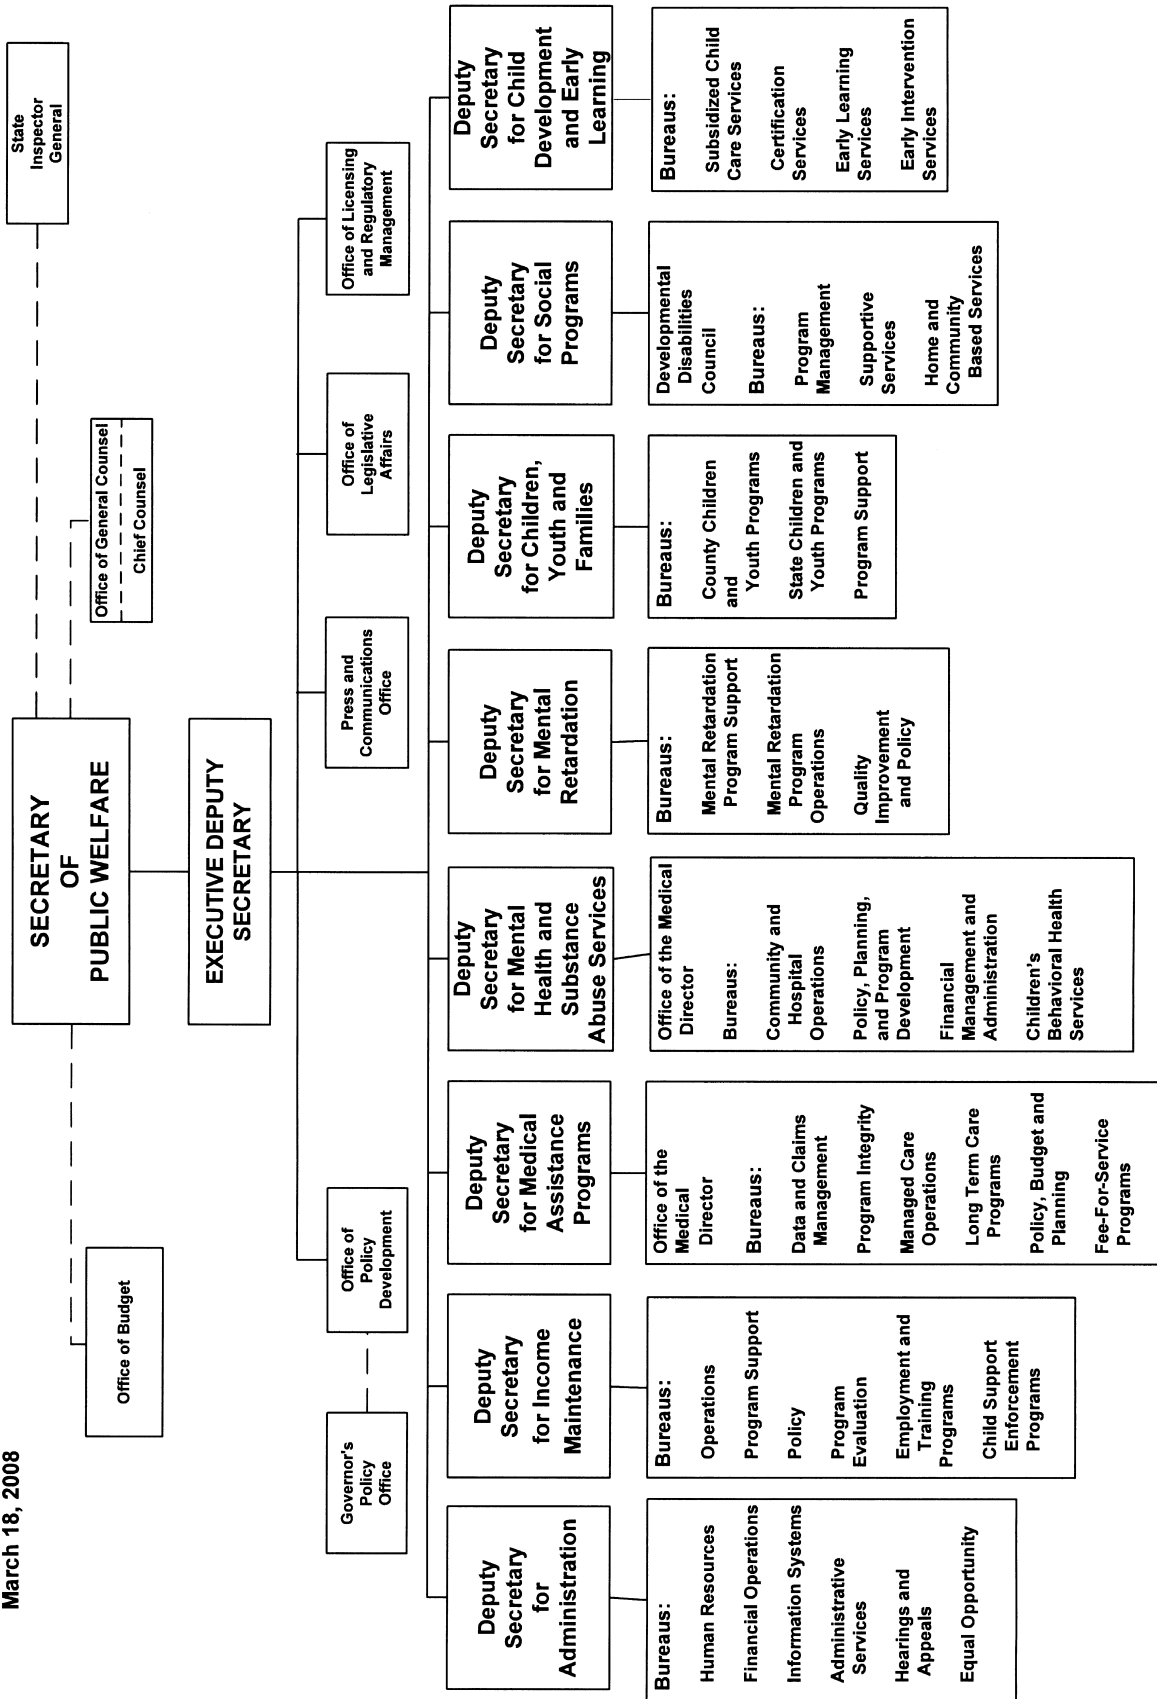 March 18, 2008
State
Inspector
General
SECRETARY
OF
PUBLIC WELFARE
Office of General Counsel
Chief Counsel
Office of Budget
EXECUTIVE DEPUTY
SECRETARY
Governor's
Policy
Office
Office of
Policy
Development
Press and
Communications
Office
Office of
Legislative
Affairs
Office of Licensing
and Regulatory
Management
Deputy
Secretary
for
Administration
Bureaus:
Human Resources
Financial Operations
Information Systems
Administrative
Services
Hearings and
Appeals
Equal Opportunity
Deputy
Secretary
for Income
Maintenance
Bureaus:
Operations
Program Support
Policy
Program
Evaluation
Employment and
Training
Programs
Child Support
Enforcement
Programs
Deputy
Secretary
for Medical
Assistance
Programs
Office of the
Medical
Director
Bureaus:
Data and Claims
Management
Program Integrity
Managed Care
Operations
Long Term Care
Programs
Policy, Budget and
Planning
Fee-For-Service
Programs
Deputy
Secretary
for Mental
Health and
Substance
Abuse Services
Office of the Medical
Director
Bureaus:
Community and
Hospital
Operations
Policy, Planning,
and Program
Development
Financial
Management and
Administration
Children's
Behavioral Health
Services
Deputy
Secretary
for Mental
Retardation
Bureaus:
Mental Retardation
Program Support
Mental Retardation
Program
Operations
Quality
Improvement
and Policy
Deputy
Secretary
for Children,
Youth and
Families
Bureaus:
County Children
and
Youth Programs
State Children and
Youth Programs
Program Support
Deputy
Secretary
for Social
Programs
Developmental
Disabilities
Council
Bureaus:
Program
Management
Supportive
Services
Home and
Community
Based Services
Deputy
Secretary
for Child
Development
and Early
Learning
Bureaus:
Subsidized Child
Care Services
Certification
Services
Early Learning
Services
Early Intervention
Services